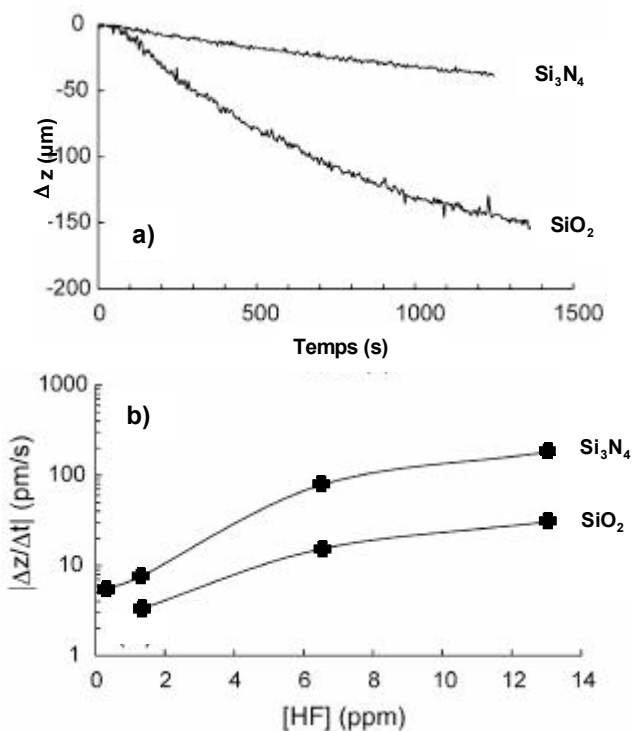 0
-50
-100
-150
-200
Δ z (µm)
Si₃N₄
SiO₂
a)
0 500 1000 1500
Temps (s)
1000
100
10
1
|Δz/Δt| (pm/s)
b)
Si₃N₄
SiO₂
0 2 4 6 8 10 12 14
[HF] (ppm)